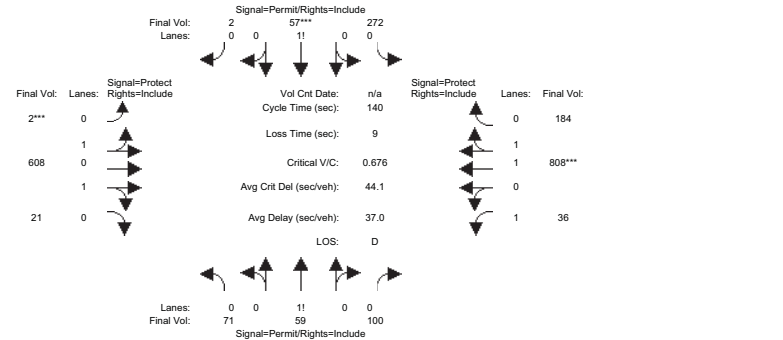 Signal=Permit/Rights=Include
Final Vol: 2 57*** 272
Lanes: 0 0 1! 0 0
Signal=Protect Signal=Protect
Final Vol: Lanes: Rights=Include Vol Cnt Date: n/a Rights=Include Lanes: Final Vol:
Cycle Time (sec): 140
2*** 0 0 184
Loss Time (sec): 9
1 1
608 0 Critical V/C: 0.676 1 808***
1 Avg Crit Del (sec/veh): 44.1 0
21 0 Avg Delay (sec/veh): 37.0 1 36
LOS: D
Lanes: 0 0 1! 0 0
Final Vol: 71 59 100
Signal=Permit/Rights=Include